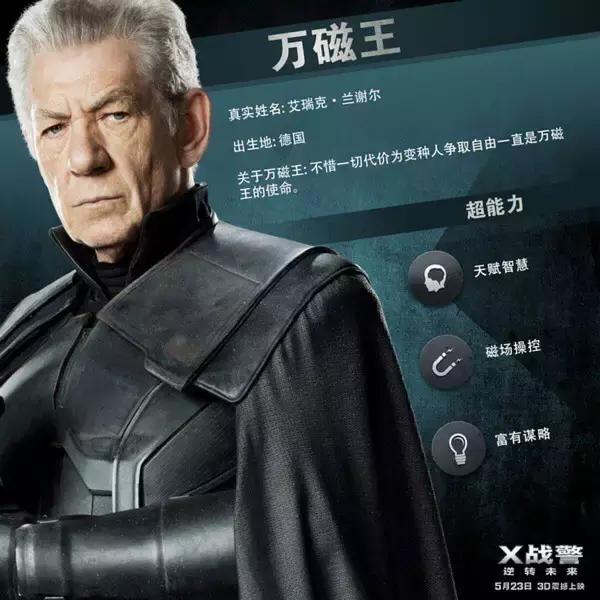 万磁王
真实姓名: 艾瑞克·兰谢尔
出生地: 德国
关于万磁王: 不惜一切代价为变种人争取自由一直是万磁
王的使命。
超能力
天赋智慧
磁场操控
富有谋略
X战警
逆转未来
5月23日 3D震撼上映